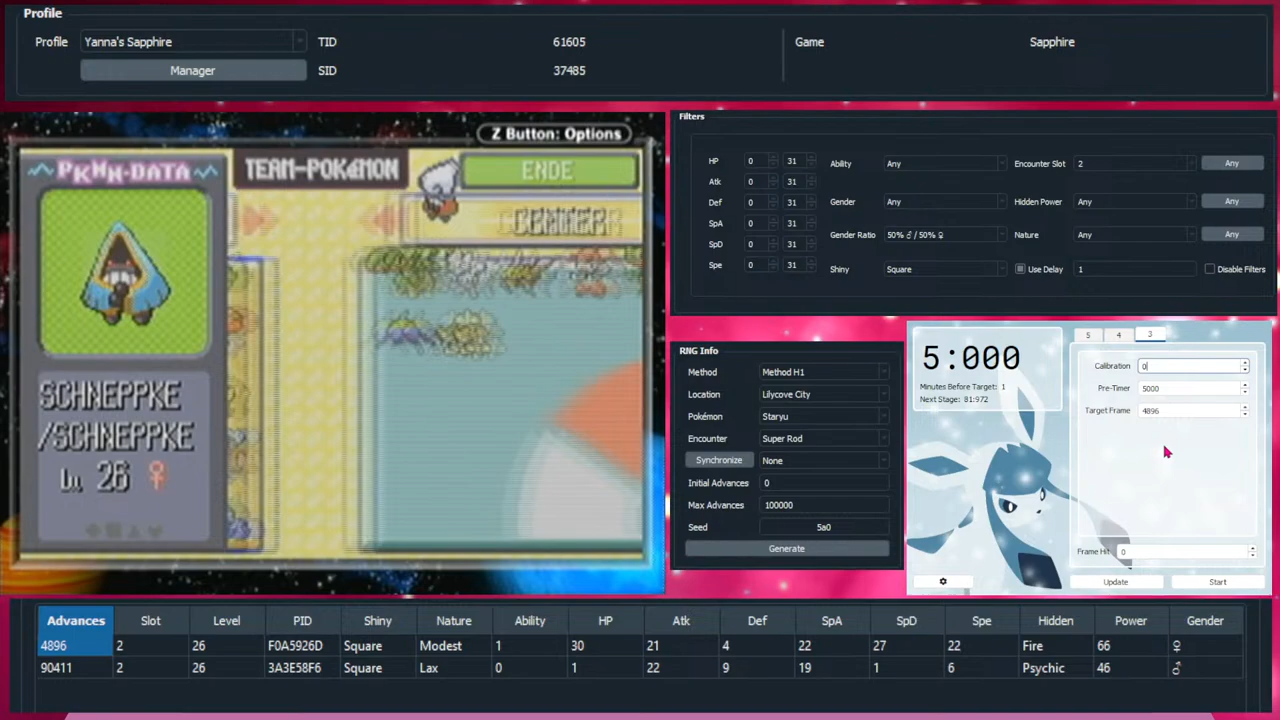 Profile
Profile Yanna's Sapphire TID 61605 Game Sapphire
Manager SID 37485
Z Button: Options
PKMN-DATA TEAM-POKéMON ENDE
SCHNEPPKE
/SCHNEPPKE
Lv. 26 ♀
Filters
HP 0 31 Ability Any Encounter Slot 2 Any
Atk 0 31
Def 0 31 Gender Any Hidden Power Any Any
SpA 0 31
SpD 0 31 Gender Ratio 50% ♂ / 50% ♀ Nature Any Any
Spe 0 31 Shiny Square Use Delay 1 Disable Filters
RNG Info
Method Method H1
Location Lilycove City
Pokémon Staryu
Encounter Super Rod
Synchronize None
Initial Advances 0
Max Advances 100000
Seed 5a0
Generate
5:000
Minutes Before Target: 1
Next Stage: 81:972
5 4 3
Calibration 0
Pre-Timer 5000
Target Frame 4896
Frame Hit 0
Update Start
Advances Slot Level PID Shiny Nature Ability HP Atk Def SpA SpD Spe Hidden Power Gender
4896 2 26 F0A5926D Square Modest 1 30 21 4 22 27 22 Fire 66 ♀
90411 2 26 3A3E58F6 Square Lax 0 1 22 9 19 1 6 Psychic 46 ♂